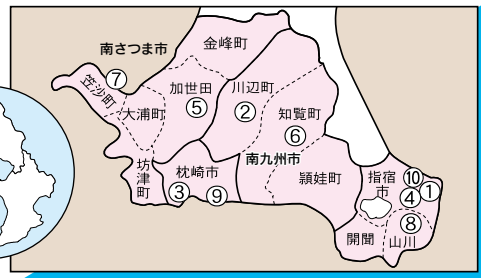 金峰町
南さつま市
⑦
笠沙町
加世田
⑤
川辺町
②
大浦町
知覧町
⑥
南九州市
坊津町
枕崎市
③
⑨
頴娃町
指宿市
⑩
①
④
⑧
開聞
山川